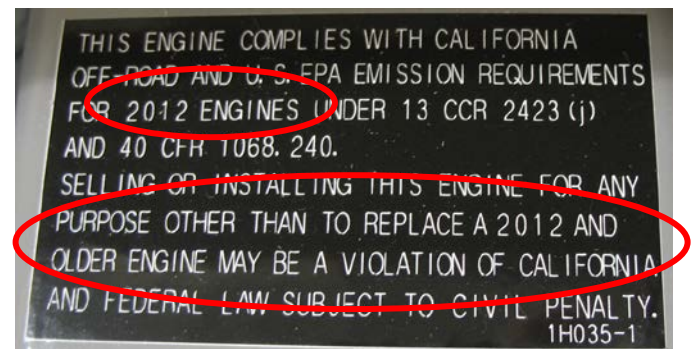 THIS ENGINE COMPLIES WITH CALIFORNIA
OFF-ROAD AND U.S. EPA EMISSION REQUIREMENTS
FOR 2012 ENGINES UNDER 13 CCR 2423(j)
AND 40 CFR 1068.240.
SELLING OR INSTALLING THIS ENGINE FOR ANY
PURPOSE OTHER THAN TO REPLACE A 2012 AND
OLDER ENGINE MAY BE A VIOLATION OF CALIFORNIA
AND FEDERAL LAW SUBJECT TO CIVIL PENALTY.
1H035-1